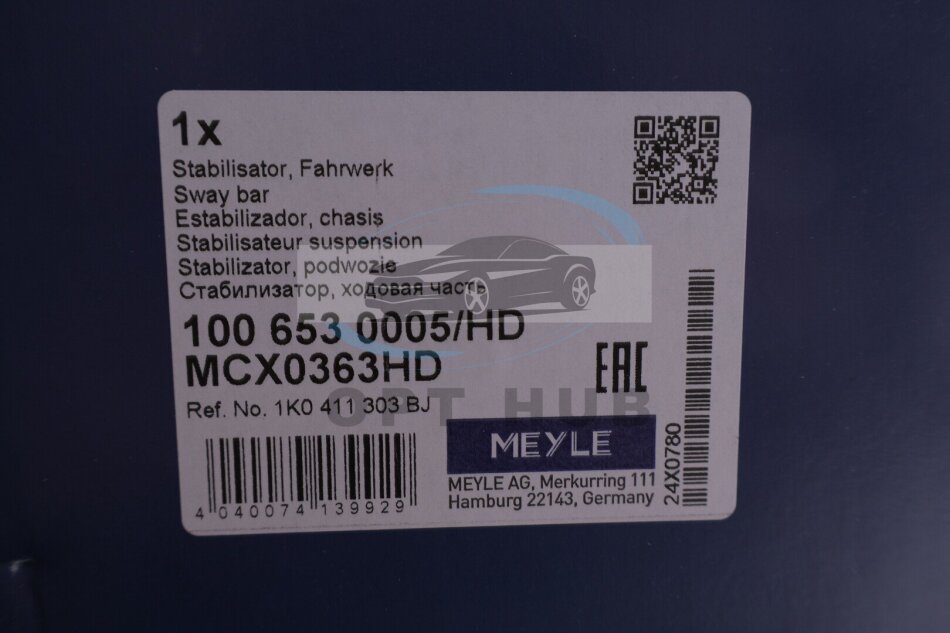 1x
Stabilisator, Fahrwerk
Sway bar
Estabilizador, chasis
Stabilisateur suspension
Stabilizator, podwozie
Стабилизатор, ходовая часть
100 653 0005/HD
MCX0363HD
EAC
Ref. No. 1K0 411 303 BJ
OPT HUB
MEYLE
MEYLE AG, Merkurring 111
Hamburg 22143, Germany
24X0780
4 040074 139929